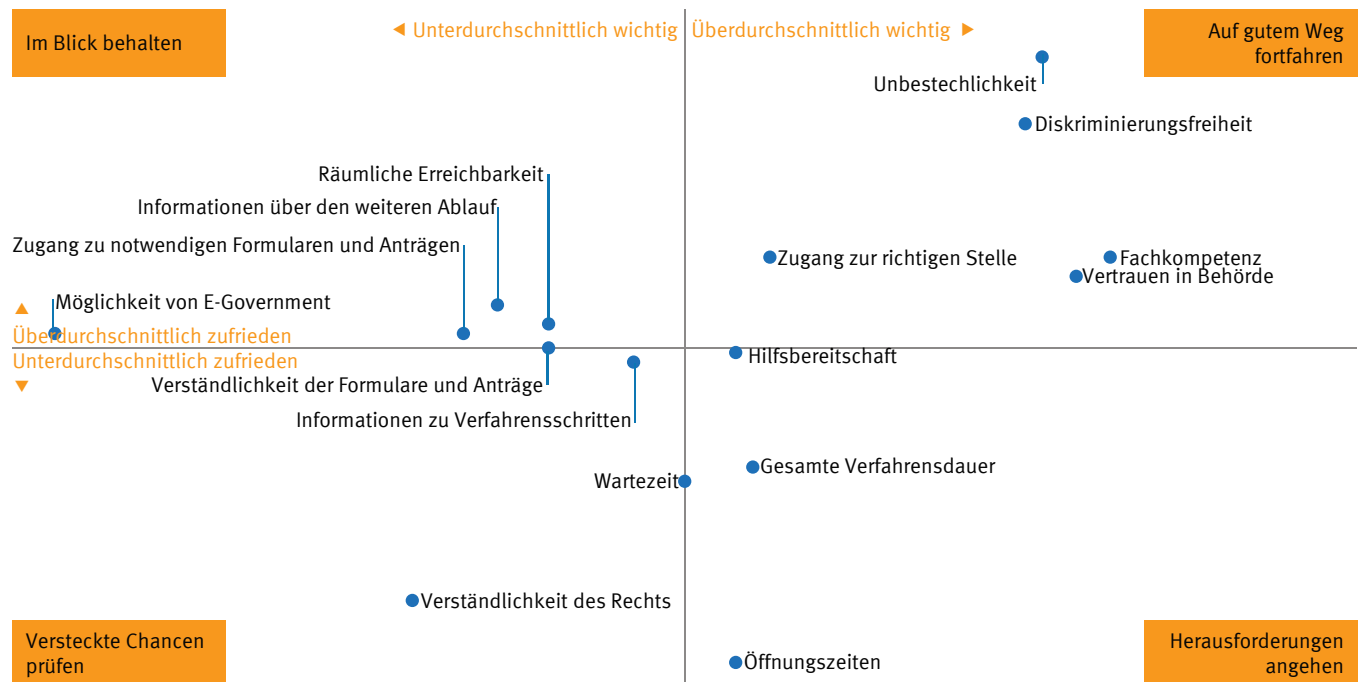 Im Blick behalten
◄ Unterdurchschnittlich wichtig
Überdurchschnittlich wichtig ►
Auf gutem Weg
fortfahren
Unbestechlichkeit
Diskriminierungsfreiheit
Räumliche Erreichbarkeit
Informationen über den weiteren Ablauf
Zugang zu notwendigen Formularen und Anträgen
Zugang zur richtigen Stelle
Fachkompetenz
Vertrauen in Behörde
Möglichkeit von E-Government
▲
Überdurchschnittlich zufrieden
Unterdurchschnittlich zufrieden
▼
Hilfsbereitschaft
Verständlichkeit der Formulare und Anträge
Informationen zu Verfahrensschritten
Gesamte Verfahrensdauer
Wartezeit
Verständlichkeit des Rechts
Versteckte Chancen
prüfen
Öffnungszeiten
Herausforderungen
angehen